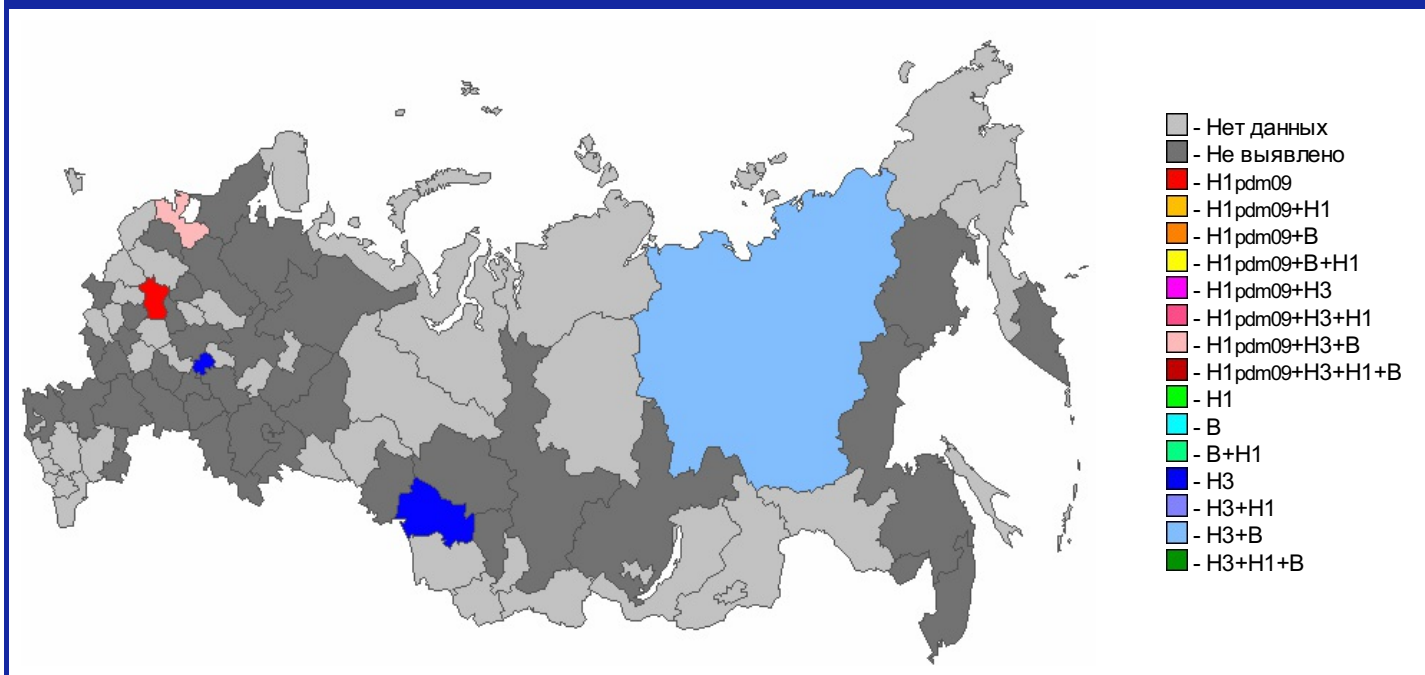 - Нет данных
- Не выявлено
- H1pdm09
- H1pdm09+H1
- H1pdm09+B
- H1pdm09+B+H1
- H1pdm09+H3
- H1pdm09+H3+H1
- H1pdm09+H3+B
- H1pdm09+H3+H1+B
- H1
- B
- B+H1
- H3
- H3+H1
- H3+B
- H3+H1+B